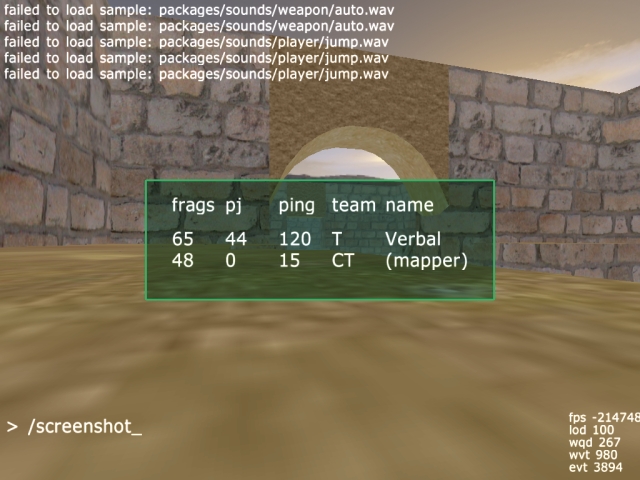 failed to load sample: packages/sounds/weapon/auto.wav
failed to load sample: packages/sounds/weapon/auto.wav
failed to load sample: packages/sounds/player/jump.wav
failed to load sample: packages/sounds/player/jump.wav
failed to load sample: packages/sounds/player/jump.wav
frags pj ping team name
65 44 120 T Verbal
48 0 15 CT (mapper)
> /screenshot_
fps -214748
lod 100
wqd 267
wvt 980
evt 3894